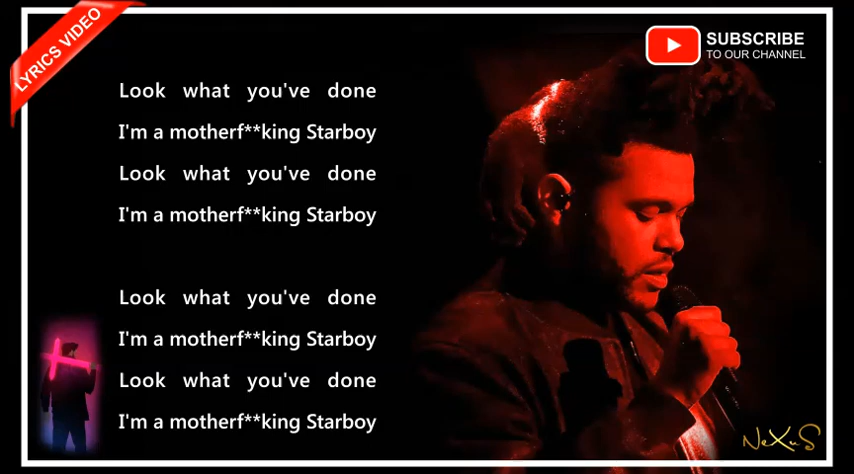 LYRICS VIDEO
SUBSCRIBE
TO OUR CHANNEL
Look what you've done
I'm a motherf**king Starboy
Look what you've done
I'm a motherf**king Starboy
Look what you've done
I'm a motherf**king Starboy
Look what you've done
I'm a motherf**king Starboy
NeXuS